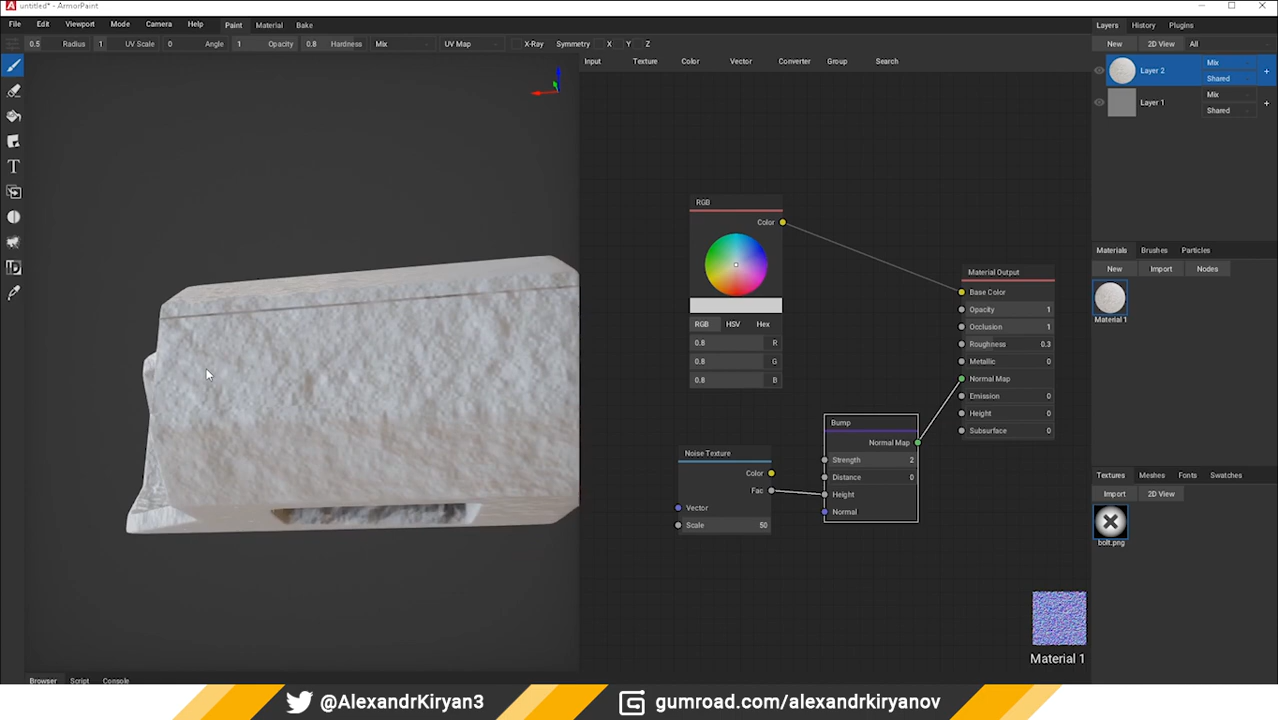 untitled* - ArmorPaint
File Edit Viewport Mode Camera Help Paint Material Bake
0.5 Radius 1 UV Scale 0 Angle 1 Opacity 0.8 Hardness Mix UV Map X-Ray Symmetry X Y Z
Input Texture Color Vector Converter Group Search
RGB
Color
RGB HSV Hex
0.8 R
0.8 G
0.8 B
Noise Texture
Color
Fac
Vector
Scale 50
Bump
Normal Map
Strength 2
Distance 0
Height
Normal
Material Output
Base Color
Opacity 1
Occlusion 1
Roughness 0.3
Metallic 0
Normal Map
Emission 0
Height 0
Subsurface 0
Material 1
Layers History Plugins
New 2D View All
Layer 2 Mix
Shared +
Layer 1 Mix
Shared +
Materials Brushes Particles
New Import Nodes
Material 1
Textures Meshes Fonts Swatches
Import 2D View
bolt.png
Browser Script Console
@AlexandrKiryan3 gumroad.com/alexandrkiryanov